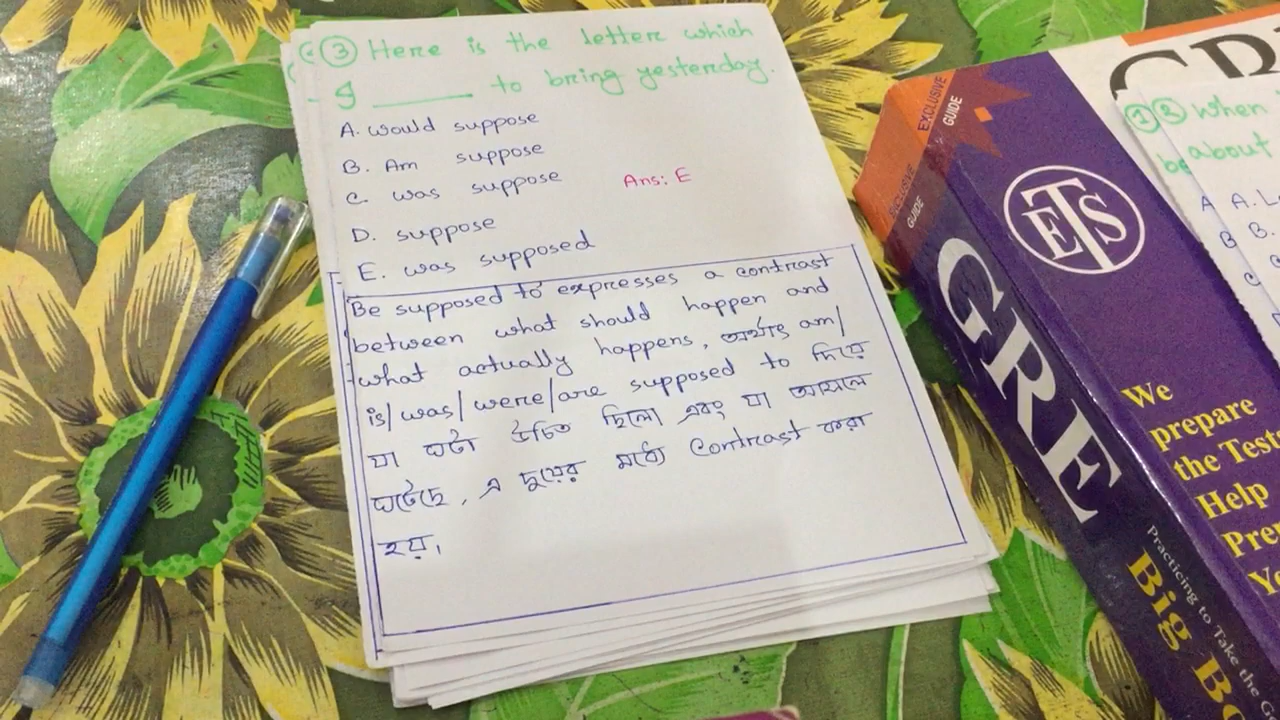 ③ Here is the letter which
I ______ to bring yesterday.
A. would suppose
B. Am suppose
C. was suppose
D. suppose
E. was supposed
Ans: E
Be supposed to expresses a contrast
between what should happen and
what actually happens, অর্থাৎ am/
is/was/were/are supposed to দিয়ে
যা ঘটা উচিত ছিলো এবং যা আসলে
ঘটেছে, এ দুয়ের মধ্যে contrast করা
হয়।
EXCLUSIVE
GUIDE
EXCLUSIVE
GUIDE
ETS
GRE
We
prepare
the Tests
Help
Practicing to Take the
Big
①② when
about
be
A
A.
B
B.
C
C